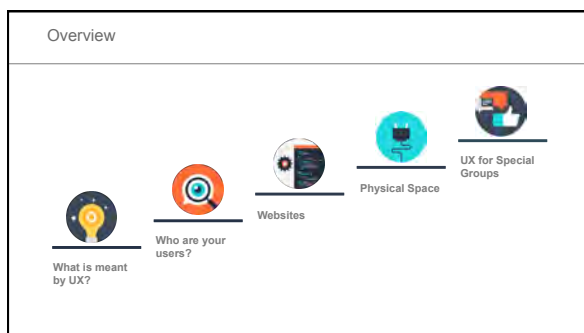 Overview
What is meant
by UX?
Who are your
users?
Websites
Physical Space
UX for Special
Groups